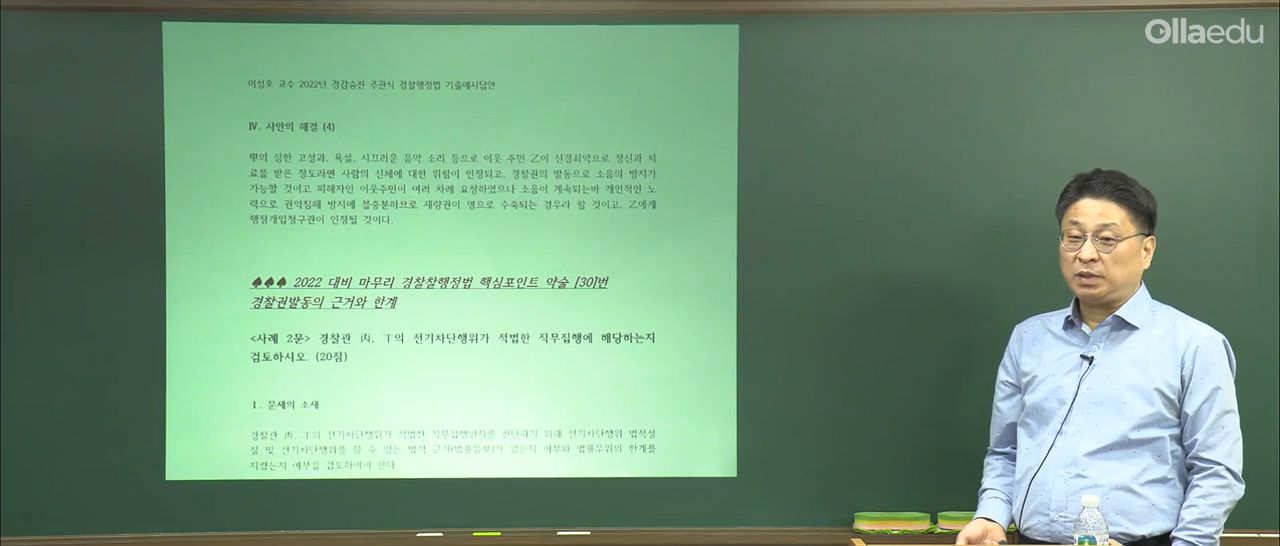 Ollaedu
이성호 교수 2022년 경감승진 주관식 경찰행정법 기출예시답안
Ⅳ. 사안의 해결 (4)
甲의 심한 고성과, 욕설, 시끄러운 음악 소리 등으로 이웃 주민 乙이 신경쇠약으로 정신과 치
료를 받은 정도라면 사람의 신체에 대한 위험이 인정되고, 경찰권의 발동으로 소음의 방지가
가능할 것이고 피해자인 이웃주민이 여러 차례 요청하였으나 소음이 계속되는바 개인적인 노
력으로 권익침해 방지에 불충분하므로 재량권이 영으로 수축되는 경우라 할 것이고, 乙에게
행정개입청구권이 인정될 것이다.
♠♠♠ 2022 대비 마무리 경찰찰행정법 핵심포인트 약술 [30]번
경찰권발동의 근거와 한계
<사례 2문> 경찰관 丙, 丁의 전기차단행위가 적법한 직무집행에 해당하는지
검토하시오. (20점)
Ⅰ. 문제의 소재
경찰관 丙, 丁의 전기차단행위가 적법한 직무집행인지를 판단하기 위해 전기차단행위 법적성
질 및 전기차단행위를 할 수 있는 법적 근거(법률유보)가 있는지 여부와 법률우위의 한계를
지켰는지 여부를 검토하여야 한다